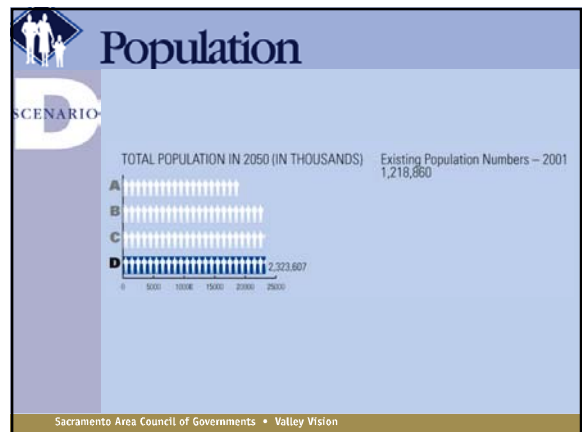 Population
SCENARIO
D
TOTAL POPULATION IN 2050 (IN THOUSANDS)
Existing Population Numbers – 2001
1,218,860
A
B
C
D
2,323,607
0 5000 10000 15000 20000 25000
Sacramento Area Council of Governments • Valley Vision